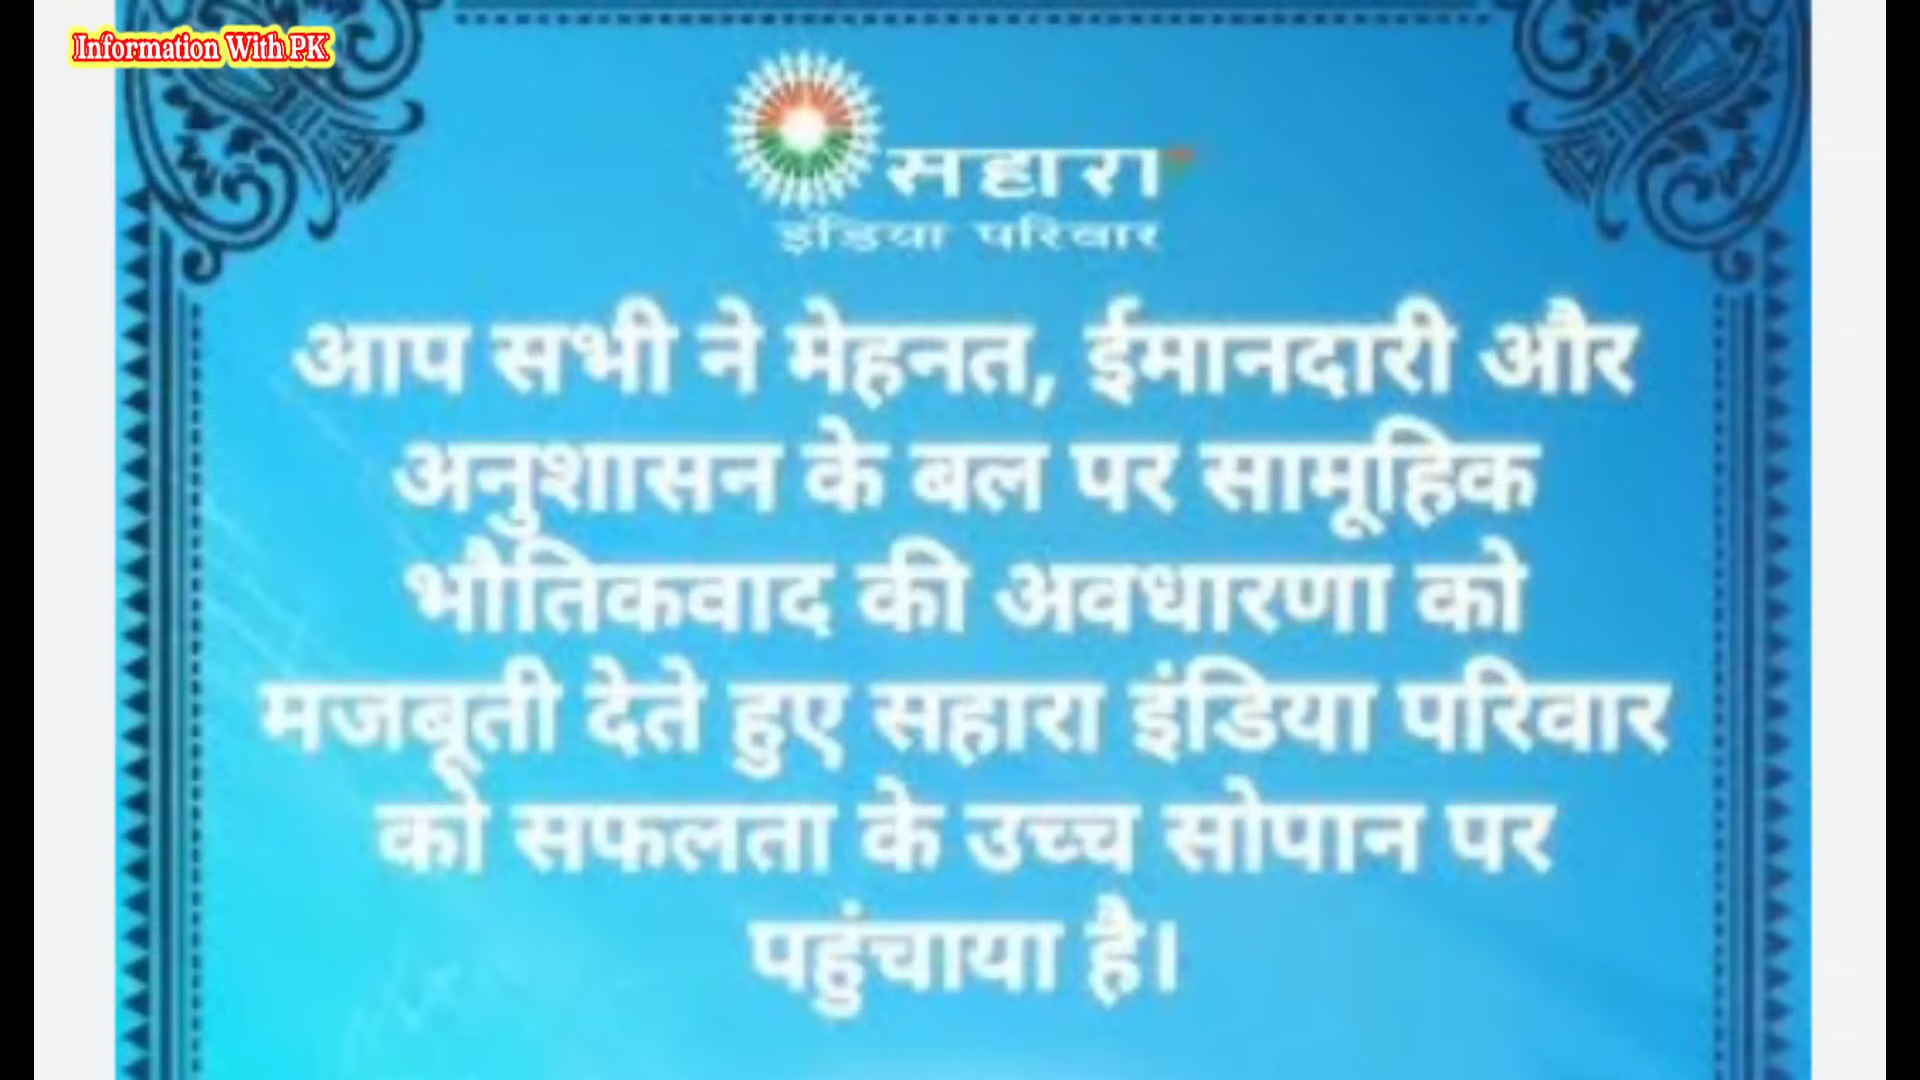 Information With PK
सहारा
इंडिया परिवार
आप सभी ने मेहनत, ईमानदारी और
अनुशासन के बल पर सामूहिक
भौतिकवाद की अवधारणा को
मजबूती देते हुए सहारा इंडिया परिवार
को सफलता के उच्च सोपान पर
पहुंचाया है।